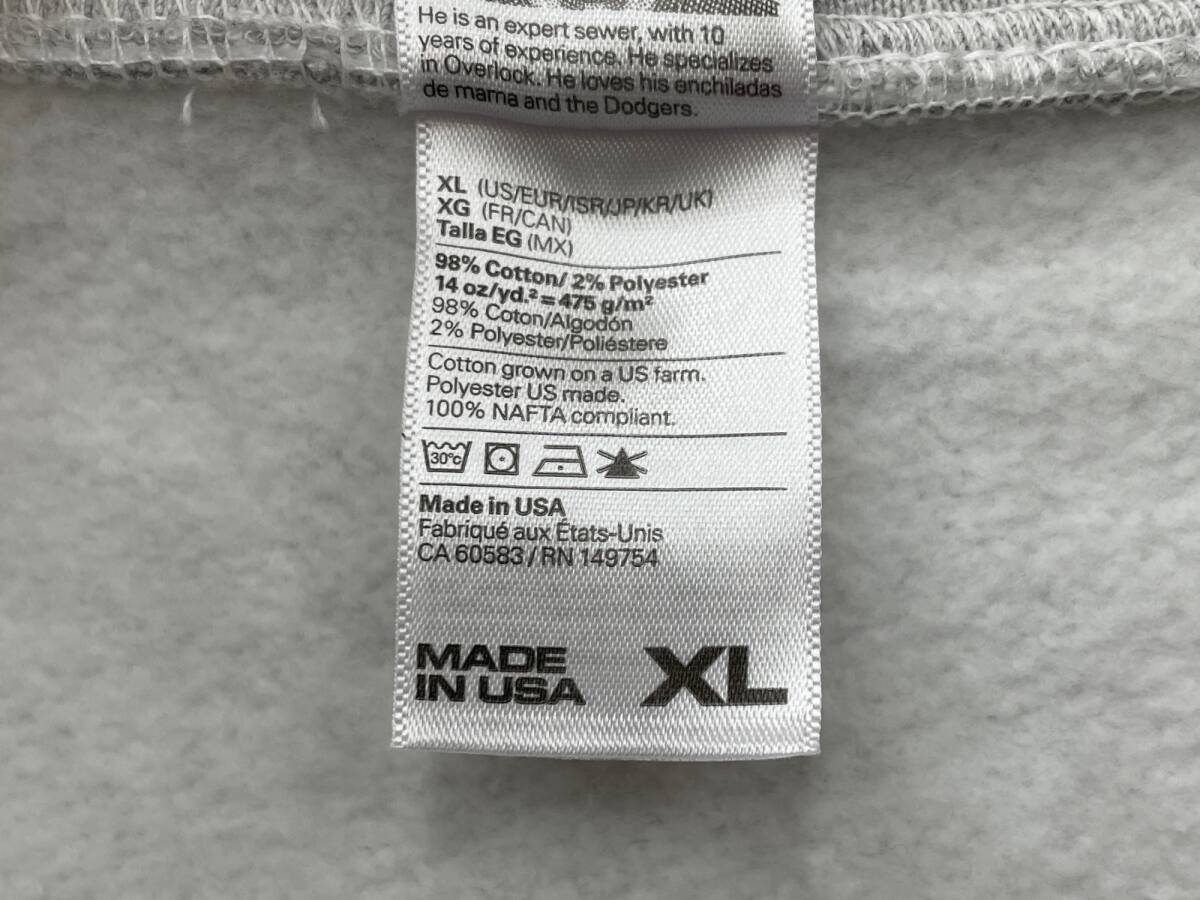 He is an expert sewer, with 10
years of experience. He specializes
in Overlock. He loves his enchiladas
de mama and the Dodgers.
XL (US/EUR/ISR/JP/KR/UK)
XG (FR/CAN)
Talla EG (MX)
98% Cotton/ 2% Polyester
14 oz/yd.²=475 g/m²
98% Coton/Algodón
2% Polyester/Poliéstere
Cotton grown on a US farm.
Polyester US made.
100% NAFTA compliant.
30°C
Made in USA
Fabriqué aux États-Unis
CA 60583/RN 149754
MADE
IN USA
XL